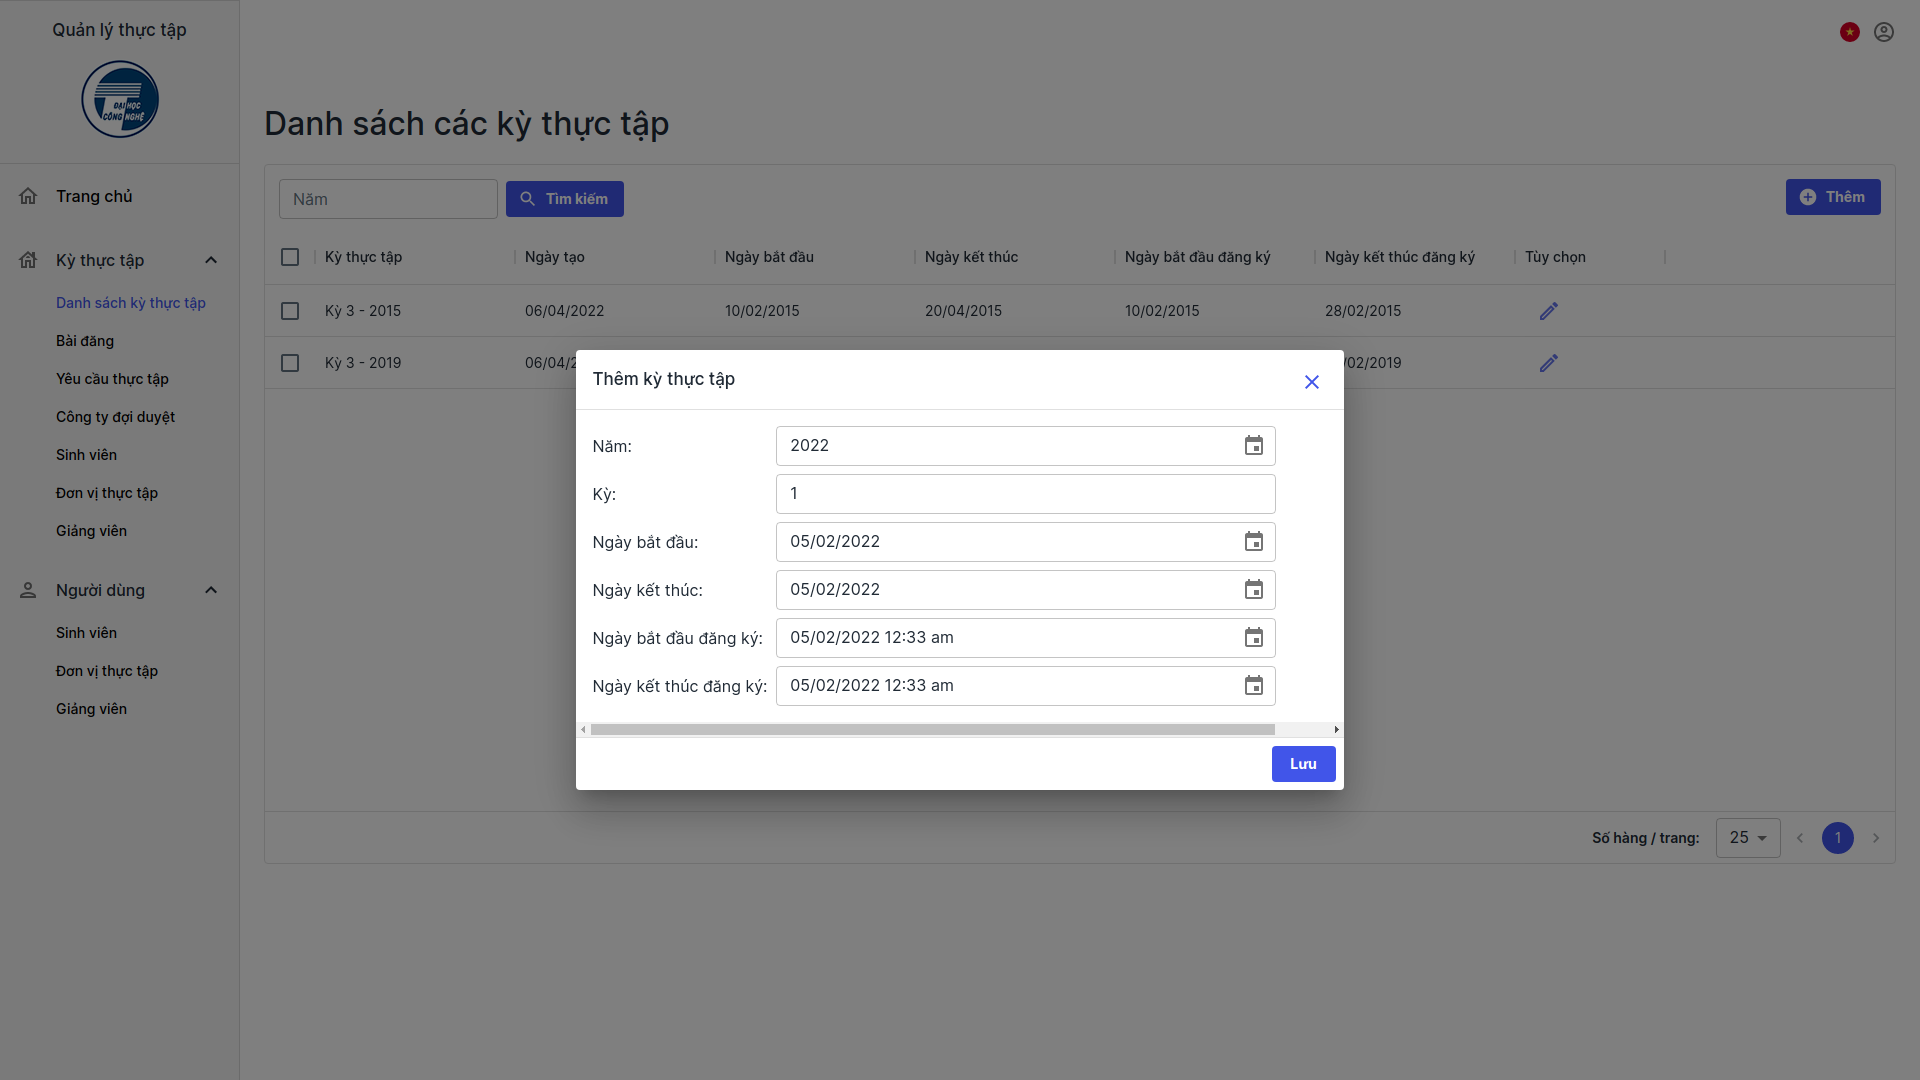 Quản lý thực tập
ĐẠI HỌC
CÔNG NGHỆ
Trang chủ
Kỳ thực tập
Danh sách kỳ thực tập
Bài đăng
Yêu cầu thực tập
Công ty đợi duyệt
Sinh viên
Đơn vị thực tập
Giảng viên
Người dùng
Sinh viên
Đơn vị thực tập
Giảng viên
Danh sách các kỳ thực tập
Năm Tìm kiếm Thêm
Kỳ thực tập Ngày tạo Ngày bắt đầu Ngày kết thúc Ngày bắt đầu đăng ký Ngày kết thúc đăng ký Tùy chọn
Kỳ 3 - 2015 06/04/2022 10/02/2015 20/04/2015 10/02/2015 28/02/2015
Kỳ 3 - 2019 06/04/2 /02/2019
Thêm kỳ thực tập
Năm: 2022
Kỳ: 1
Ngày bắt đầu: 05/02/2022
Ngày kết thúc: 05/02/2022
Ngày bắt đầu đăng ký: 05/02/2022 12:33 am
Ngày kết thúc đăng ký: 05/02/2022 12:33 am
Lưu
Số hàng / trang: 25 1